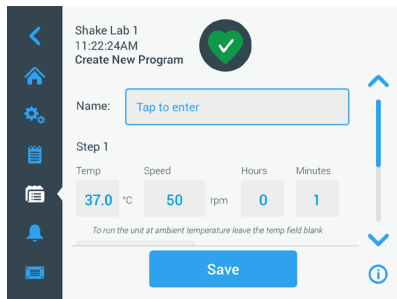 Shake Lab 1
11:22:24AM
Create New Program
Name: Tap to enter
Step 1
Temp Speed Hours Minutes
37.0 °C 50 rpm 0 1
To run the unit at ambient temperature leave the temp field blank
Save